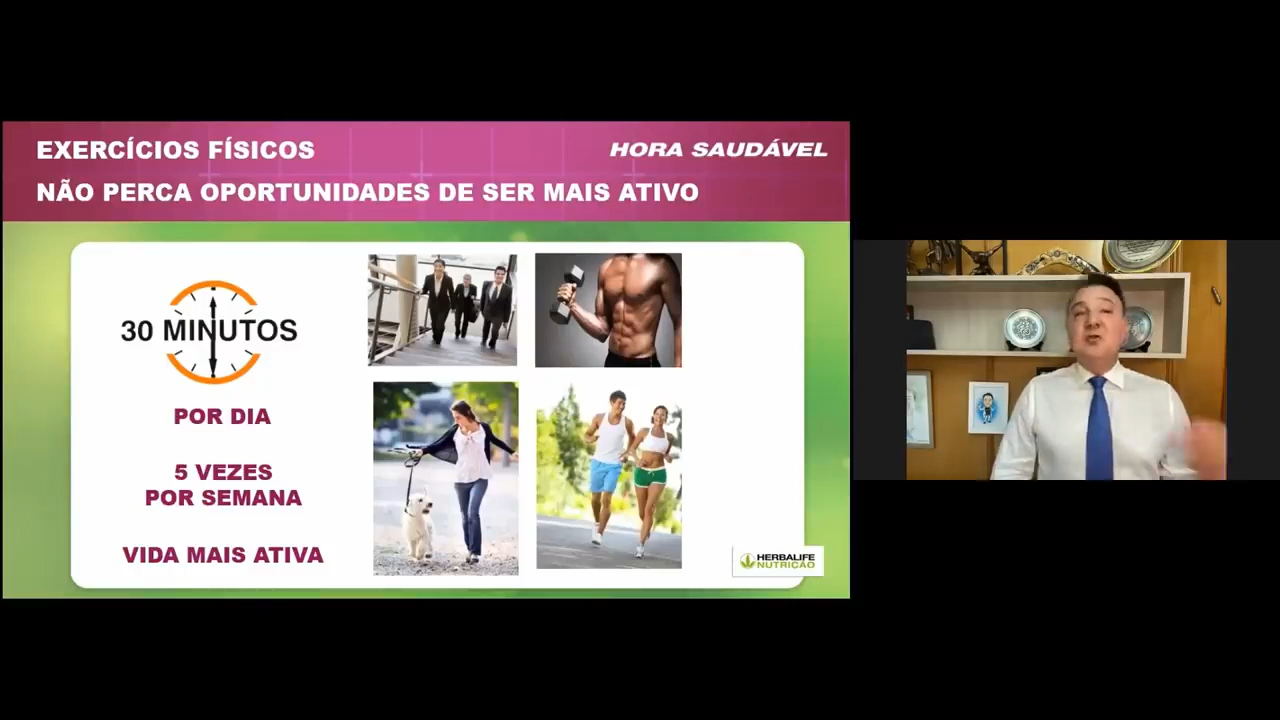 EXERCÍCIOS FÍSICOS
HORA SAUDÁVEL
NÃO PERCA OPORTUNIDADES DE SER MAIS ATIVO
30 MINUTOS
POR DIA
5 VEZES
POR SEMANA
VIDA MAIS ATIVA
HERBALIFE
NUTRIÇÃO